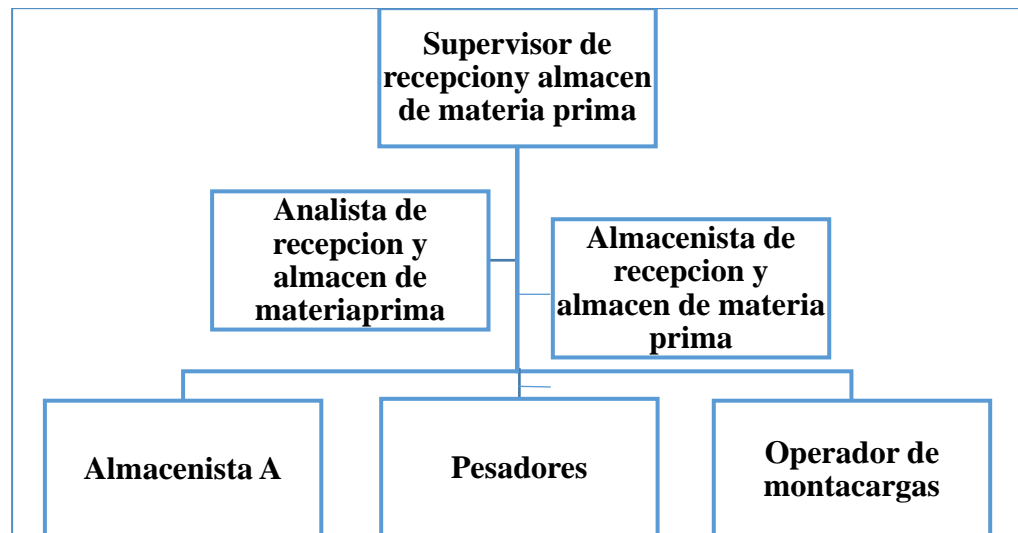 Supervisor de
recepciony almacen
de materia prima
Analista de
recepcion y
almacen de
materiaprima
Almacenista de
recepcion y
almacen de materia
prima
Almacenista A
Pesadores
Operador de
montacargas